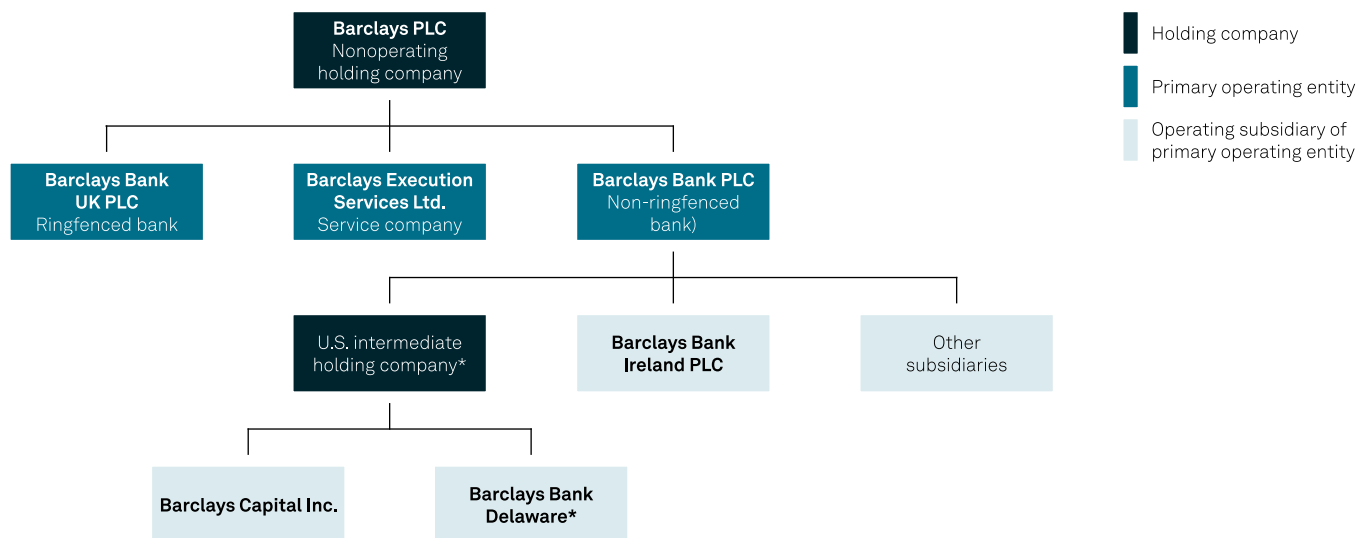 Barclays PLC
Nonoperating
holding company
Holding company
Primary operating entity
Operating subsidiary of
primary operating entity
Barclays Bank
UK PLC
Ringfenced bank
Barclays Execution
Services Ltd.
Service company
Barclays Bank PLC
Non-ringfenced
bank)
U.S. intermediate
holding company*
Barclays Bank
Ireland PLC
Other
subsidiaries
Barclays Capital Inc.
Barclays Bank
Delaware*